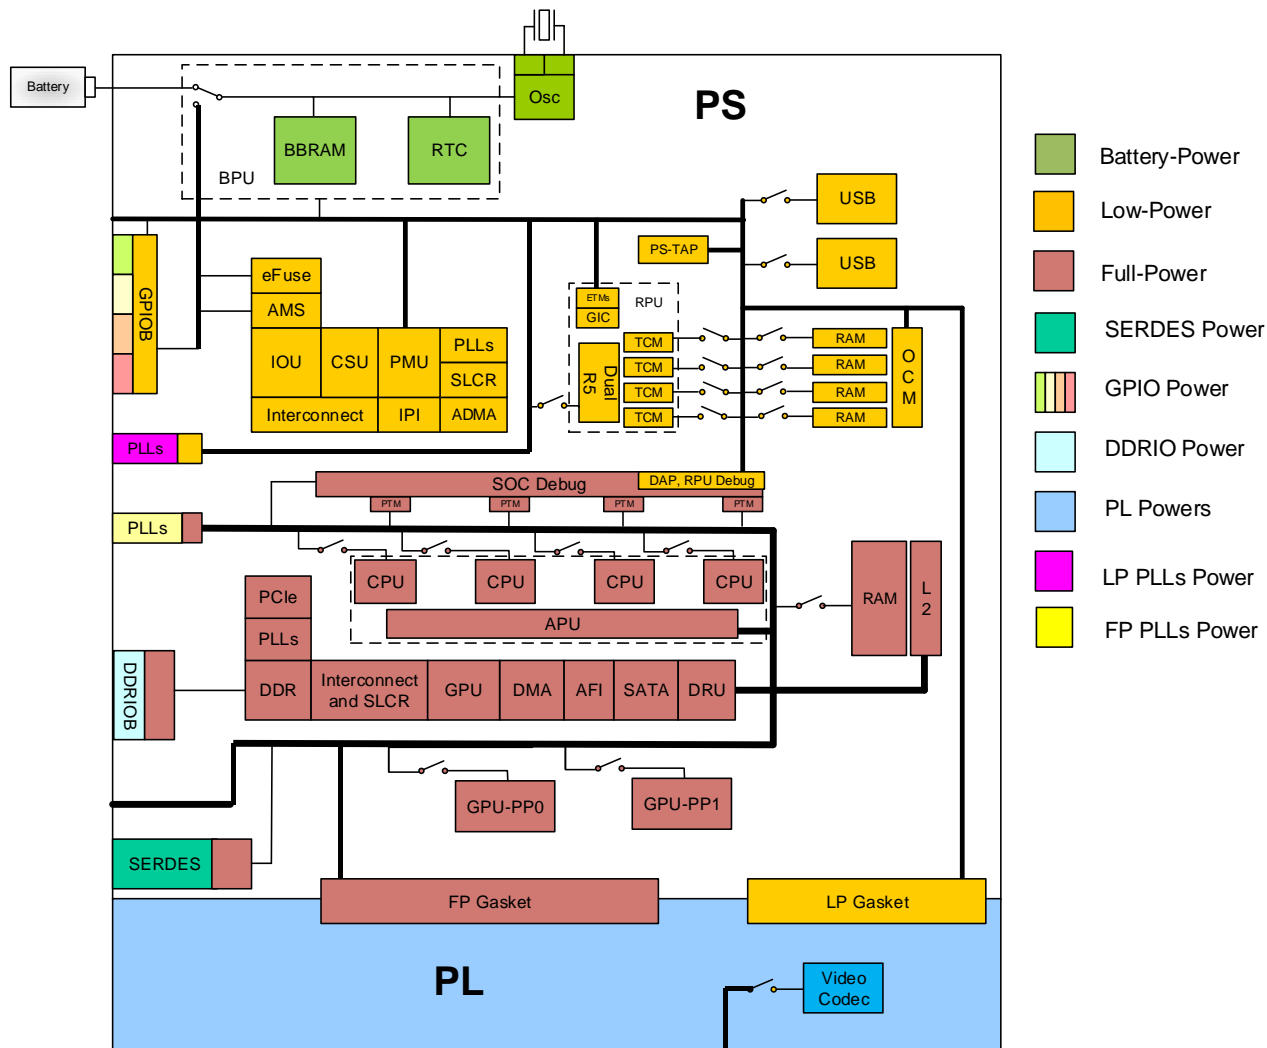 Battery
Osc
PS
BBRAM
RTC
BPU
USB
PS-TAP
USB
GPIOB
eFuse
AMS
IOU
CSU
PMU
PLLs
SLCR
Interconnect
IPI
ADMA
ETMs
GIC
RPU
Dual
R5
TCM
TCM
TCM
TCM
RAM
RAM
RAM
RAM
OCM
PLLs
SOC Debug
DAP, RPU Debug
PTM
PTM
PTM
PTM
PLLs
CPU
CPU
CPU
CPU
APU
RAM
L2
PCIe
PLLs
DDR
Interconnect
and SLCR
GPU
DMA
AFI
SATA
DRU
DDRIOB
GPU-PP0
GPU-PP1
SERDES
FP Gasket
LP Gasket
PL
Video
Codec
Battery-Power
Low-Power
Full-Power
SERDES Power
GPIO Power
DDRIO Power
PL Powers
LP PLLs Power
FP PLLs Power